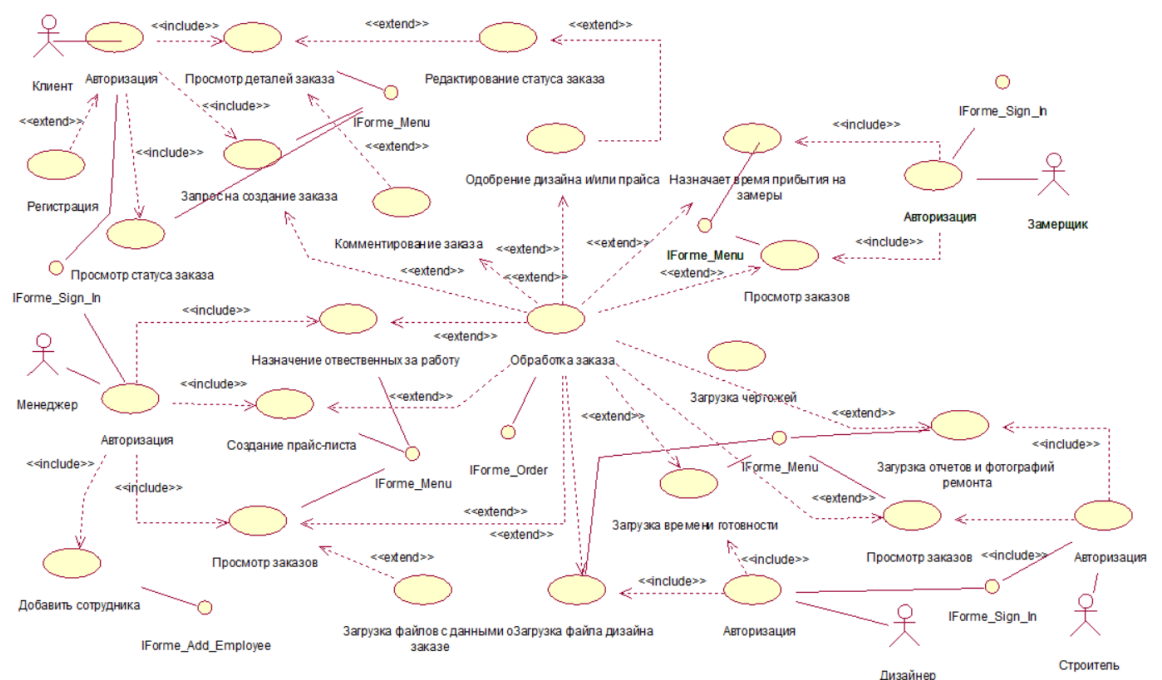 <<include>>
<<extend>>
<<extend>>
Клиент
Авторизация
Просмотр деталей заказа
Редактирование статуса заказа
<<extend>>
<<include>>
IForme_Menu
IForme_Sign_In
<<include>>
<<extend>>
<<include>>
Регистрация
Запрос на создание заказа
Одобрение дизайна и/или прайса
Назначает время прибытия на
замеры
Авторизация
Замерщик
Комментирование заказа
<<extend>>
<<extend>>
IForme_Menu
<<include>>
Просмотр статуса заказа
<<extend>>
<<extend>>
<<extend>>
IForme_Sign_In
Просмотр заказов
<<include>>
<<extend>>
Менеджер
Назначение отвественных за работу
Обработка заказа
<<include>>
<<extend>>
Загрузка чертожей
<<extend>>
<<extend>>
Авторизация
Создание прайс-листа
<<include>>
<<include>>
<<include>>
IForme_Menu
IForme_Order
IForme_Menu
Загурзка отчетов и фотографий
ремонта
<<extend>>
<<extend>>
<<extend>>
Загрузка времени готовности
Просмотр заказов
Просмотр заказов
<<extend>>
<<include>>
<<include>>
<<include>>
Авторизация
Добавить сотрудника
IForme_Add_Employee
Загрузка файлов с данными о
заказе
Загрузка файла дизайна
Авторизация
IForme_Sign_In
Дизайнер
Строитель